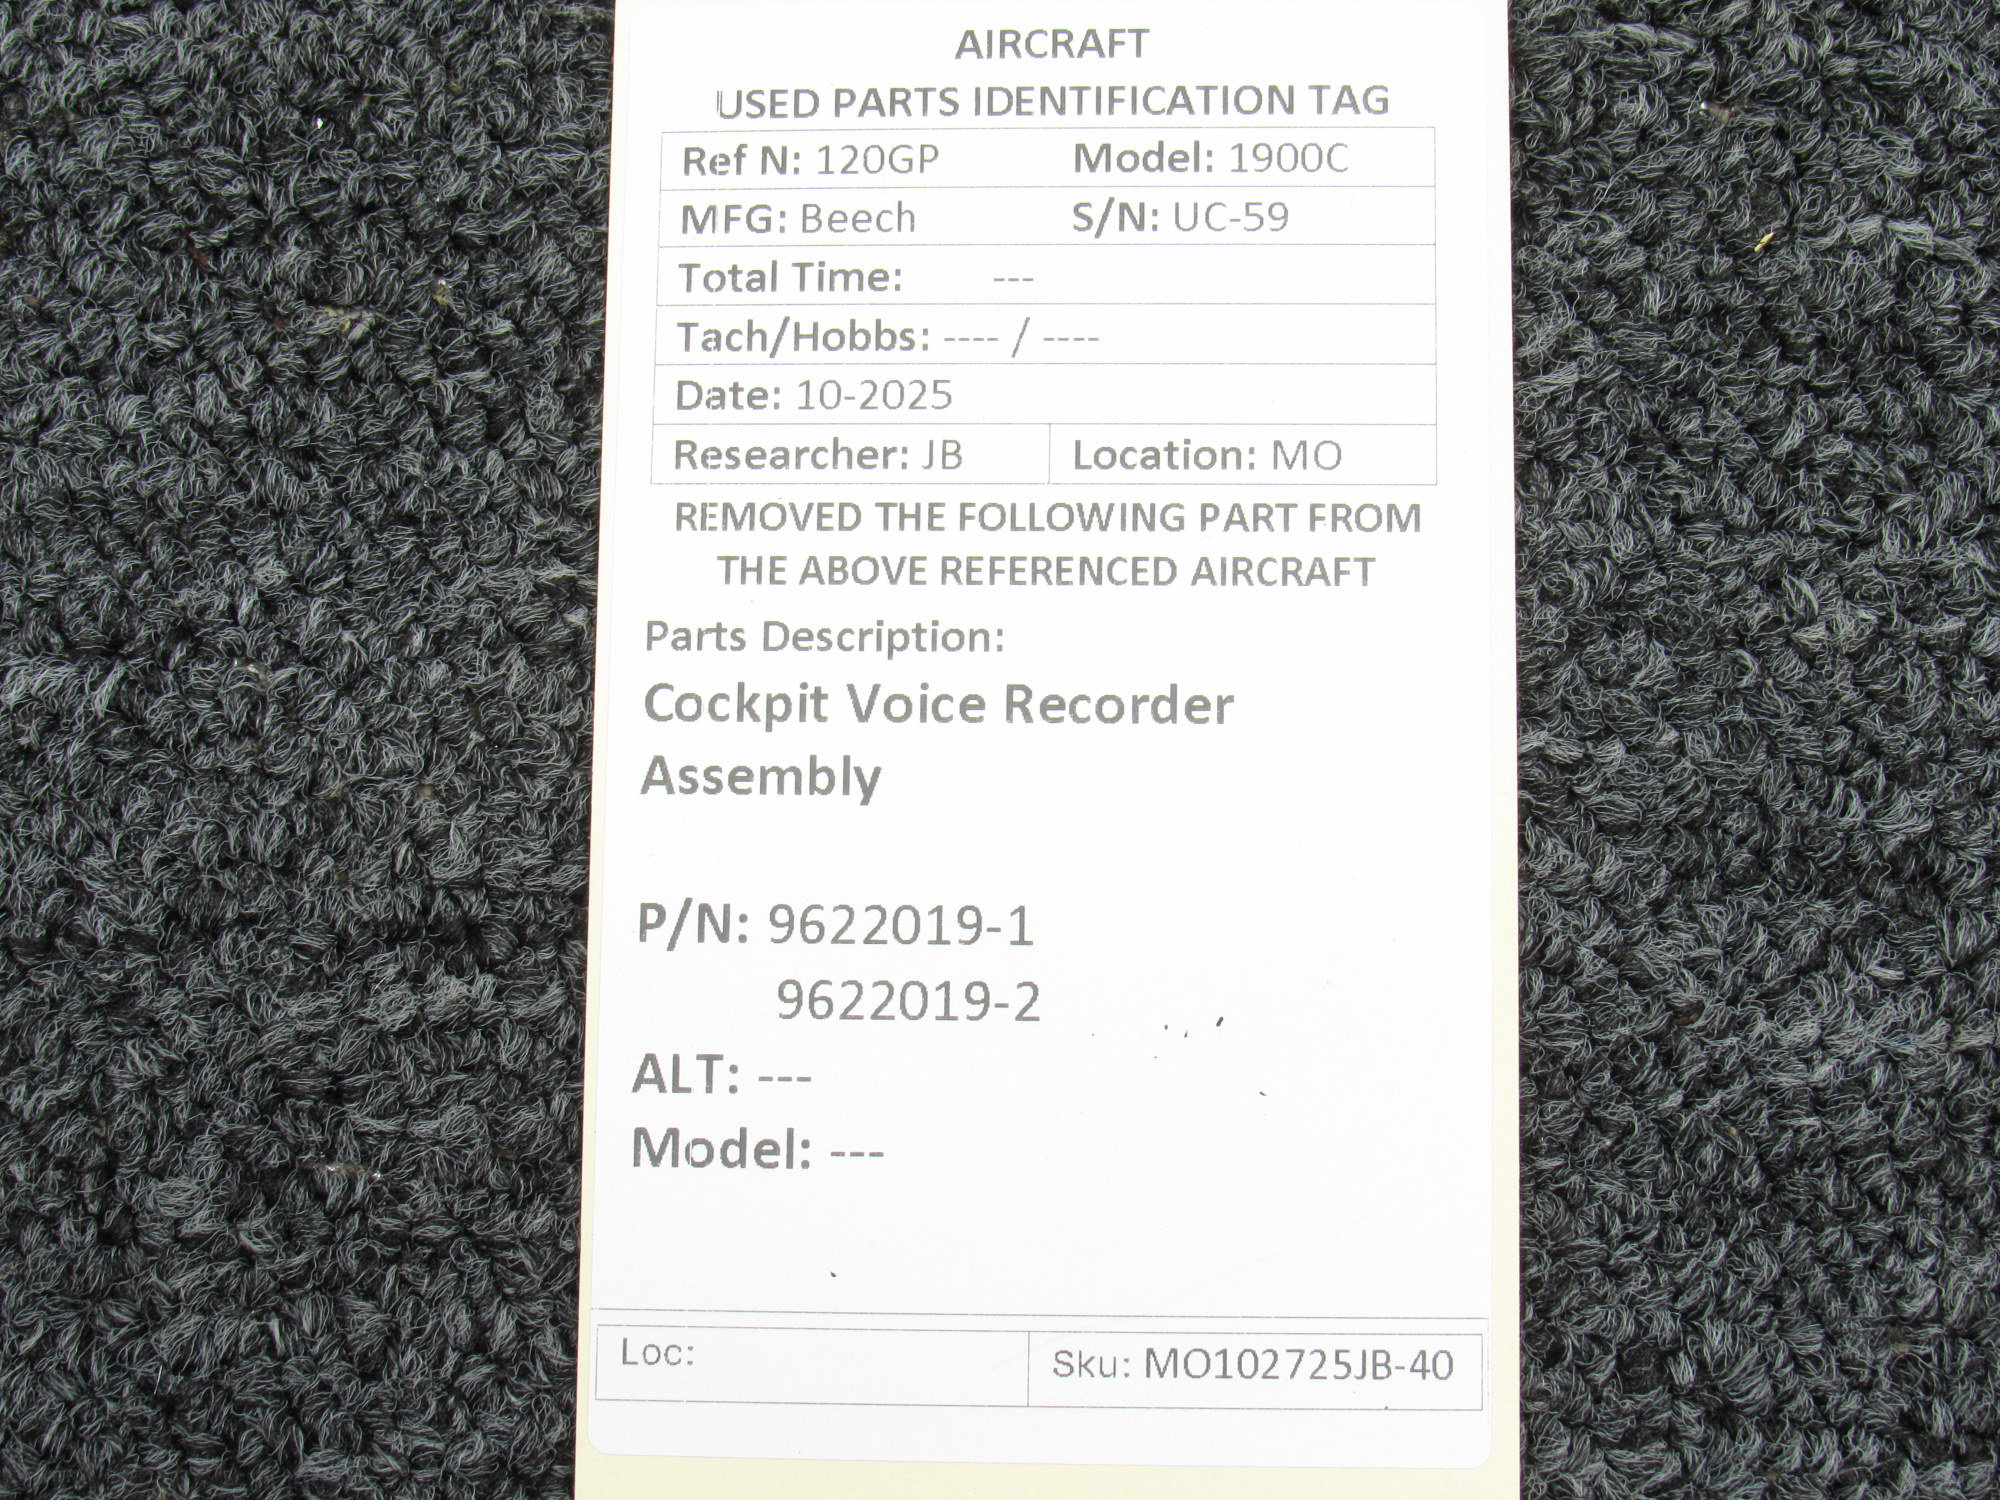 AIRCRAFT
USED PARTS IDENTIFICATION TAG
Ref N: 120GP Model: 1900C
MFG: Beech S/N: UC-59
Total Time: ---
Tach/Hobbs: ---- / ----
Date: 10-2025
Researcher: JB Location: MO
REMOVED THE FOLLOWING PART FROM
THE ABOVE REFERENCED AIRCRAFT
Parts Description:
Cockpit Voice Recorder
Assembly
P/N: 9622019-1
9622019-2
ALT: ---
Model: ---
Loc: Sku: MO102725JB-40